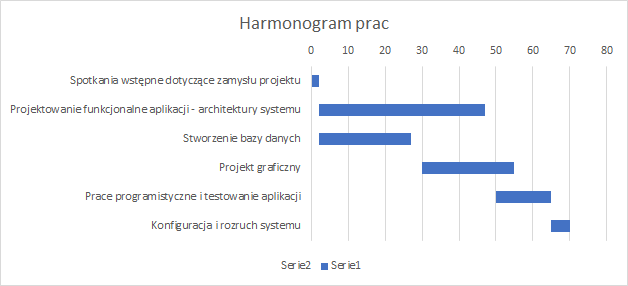 Harmonogram prac
0 10 20 30 40 50 60 70 80
Spotkania wstępne dotyczące zamysłu projektu
Projektowanie funkcjonalne aplikacji - architektury systemu
Stworzenie bazy danych
Projekt graficzny
Prace programistyczne i testowanie aplikacji
Konfiguracja i rozruch systemu
Serie2 Serie1